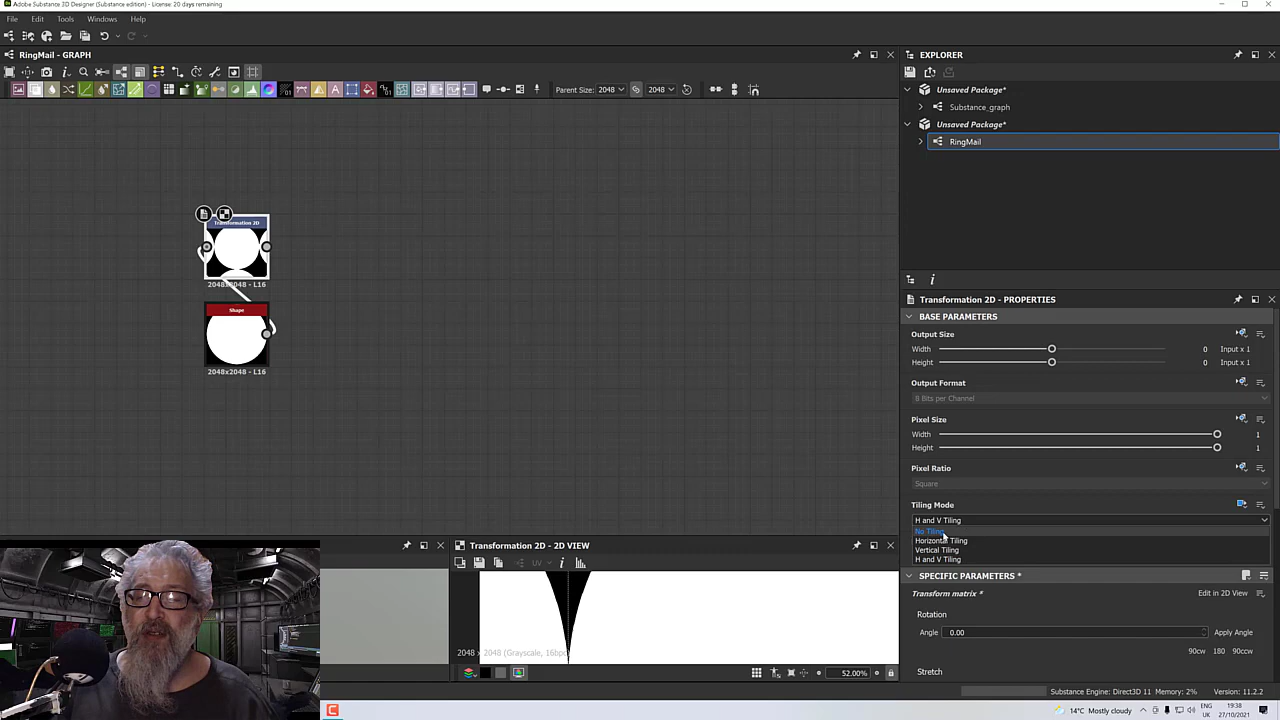 Adobe Substance 3D Designer (Substance edition) - License: 20 days remaining
File Edit Tools Windows Help
RingMail - GRAPH
Parent Size: 2048 2048
Transformation 2D
2048x2048 - L16
Shape
2048x2048 - L16
EXPLORER
Unsaved Package*
Substance_graph
Unsaved Package*
RingMail
Transformation 2D - PROPERTIES
BASE PARAMETERS
Output Size
Width 0 Input x 1
Height 0 Input x 1
Output Format
8 Bits per Channel
Pixel Size
Width 1
Height 1
Pixel Ratio
Square
Tiling Mode
H and V Tiling
No Tiling
Horizontal Tiling
Vertical Tiling
H and V Tiling
SPECIFIC PARAMETERS *
Transform matrix * Edit in 2D View
Rotation
Angle 0.00 Apply Angle
90cw 180 90ccw
Stretch
Transformation 2D - 2D VIEW
UV
2048 x 2048 (Grayscale, 16bpc)
52.00%
Substance Engine: Direct3D 11 Memory: 2% Version: 11.2.2
14°C Mostly cloudy ENG UK 19:38 27/10/2021